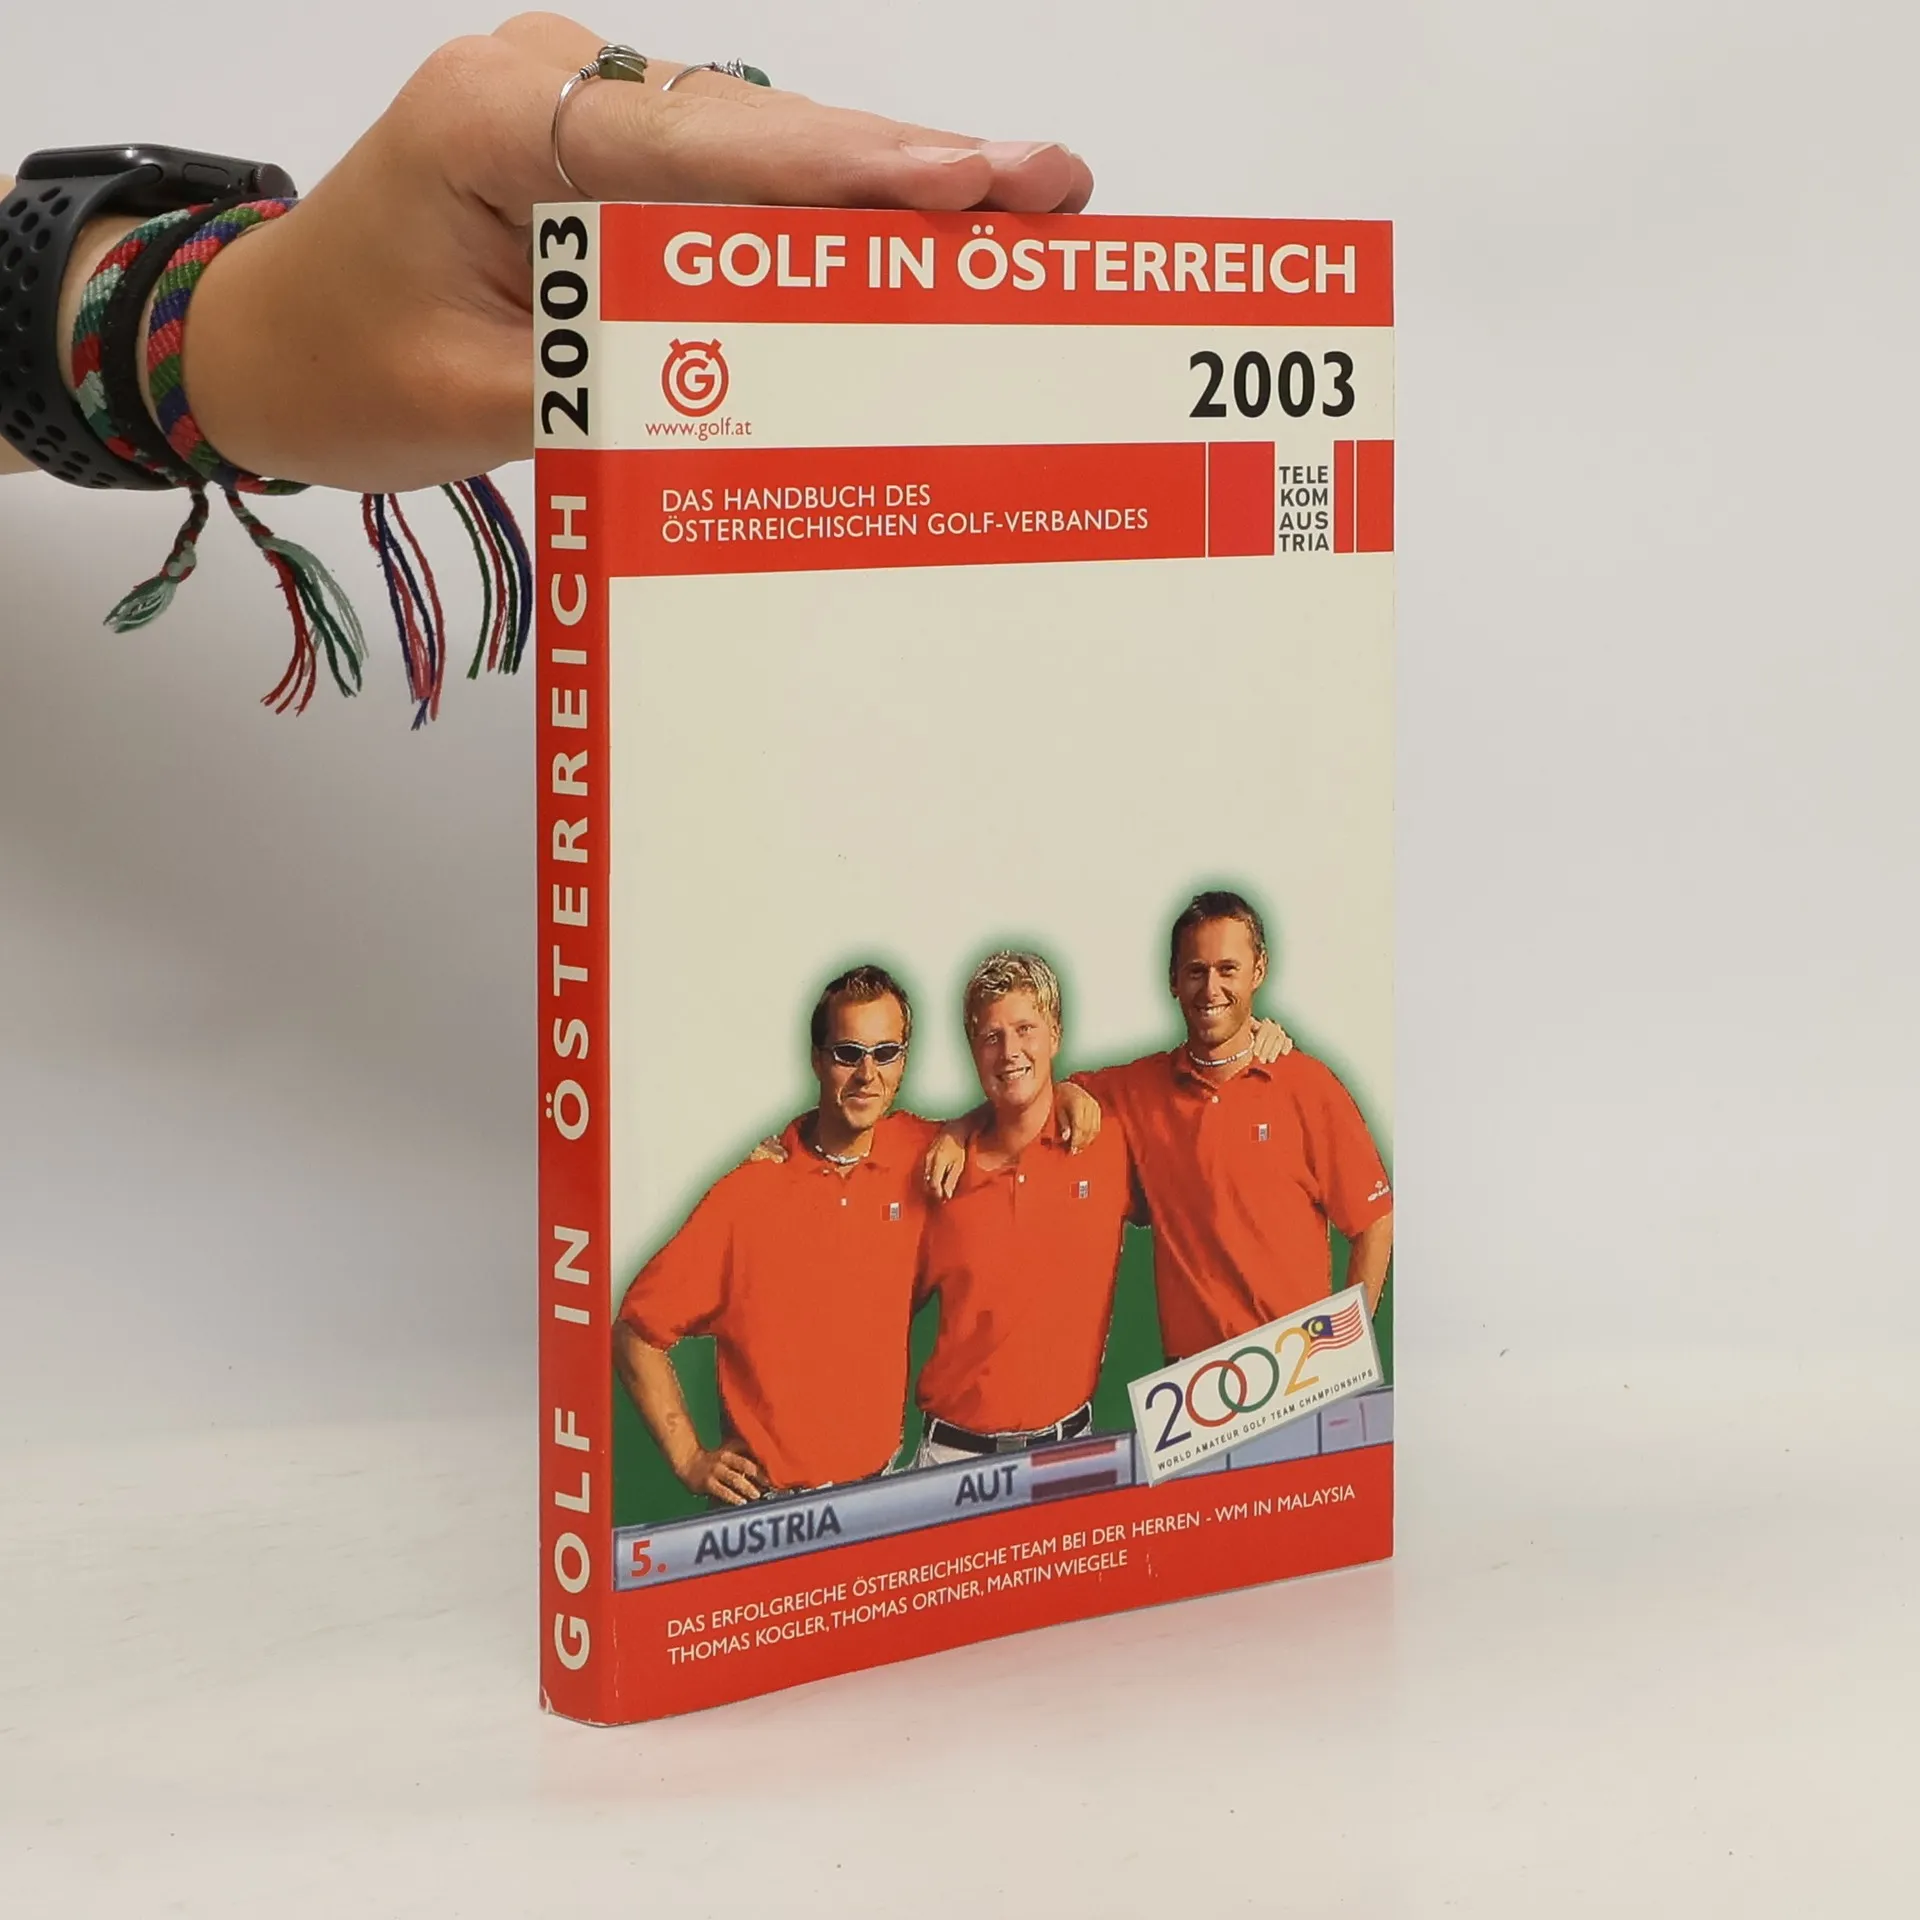 2003
GOLF IN ÖSTERREICH
GOLF IN ÖSTERREICH
G
www.golf.at
2003
DAS HANDBUCH DES
ÖSTERREICHISCHEN GOLF-VERBANDES
TELE
KOM
AUS
TRIA
2002
WORLD AMATEUR GOLF TEAM CHAMPIONSHIPS
-1
5. AUSTRIA AUT
DAS ERFOLGREICHE ÖSTERREICHISCHE TEAM BEI DER HERREN - WM IN MALAYSIA
THOMAS KOGLER, THOMAS ORTNER, MARTIN WIEGELE